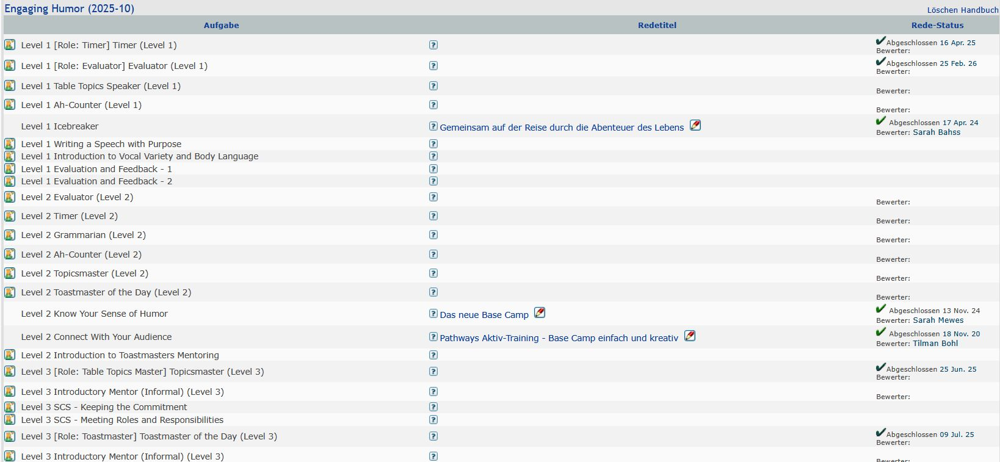 Engaging Humor (2025-10)
Löschen Handbuch
Aufgabe Redetitel Rede-Status
Level 1 [Role: Timer] Timer (Level 1) ? Abgeschlossen 16 Apr. 25
Bewerter:
Level 1 [Role: Evaluator] Evaluator (Level 1) ? Abgeschlossen 25 Feb. 26
Bewerter:
Level 1 Table Topics Speaker (Level 1) ?
Bewerter:
Level 1 Ah-Counter (Level 1) ?
Bewerter:
Level 1 Icebreaker ? Gemeinsam auf der Reise durch die Abenteuer des Lebens Abgeschlossen 17 Apr. 24
Bewerter: Sarah Bahss
Level 1 Writing a Speech with Purpose ?
Level 1 Introduction to Vocal Variety and Body Language ?
Level 1 Evaluation and Feedback - 1 ?
Level 1 Evaluation and Feedback - 2 ?
Level 2 Evaluator (Level 2) ?
Bewerter:
Level 2 Timer (Level 2) ?
Bewerter:
Level 2 Grammarian (Level 2) ?
Bewerter:
Level 2 Ah-Counter (Level 2) ?
Bewerter:
Level 2 Topicsmaster (Level 2) ?
Bewerter:
Level 2 Toastmaster of the Day (Level 2) ?
Bewerter:
Level 2 Know Your Sense of Humor ? Das neue Base Camp Abgeschlossen 13 Nov. 24
Bewerter: Sarah Mewes
Level 2 Connect With Your Audience ? Pathways Aktiv-Training - Base Camp einfach und kreativ Abgeschlossen 18 Nov. 20
Bewerter: Tilman Bohl
Level 2 Introduction to Toastmasters Mentoring ?
Level 3 [Role: Table Topics Master] Topicsmaster (Level 3) ? Abgeschlossen 25 Jun. 25
Bewerter:
Level 3 Introductory Mentor (Informal) (Level 3) ?
Bewerter:
Level 3 SCS - Keeping the Commitment ?
Level 3 SCS - Meeting Roles and Responsibilities ?
Level 3 [Role: Toastmaster] Toastmaster of the Day (Level 3) ? Abgeschlossen 09 Jul. 25
Bewerter:
Level 3 Introductory Mentor (Informal) (Level 3) ?
Bewerter: